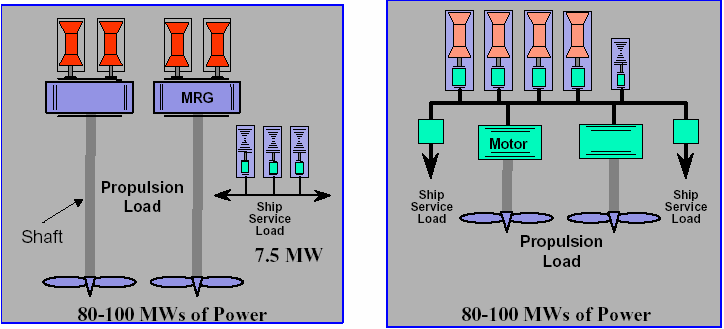 MRG
Propulsion
Load
Shaft
Ship
Service
Load
7.5 MW
80-100 MWs of Power
Motor
Ship
Service
Load
Ship
Service
Load
Propulsion
Load
80-100 MWs of Power